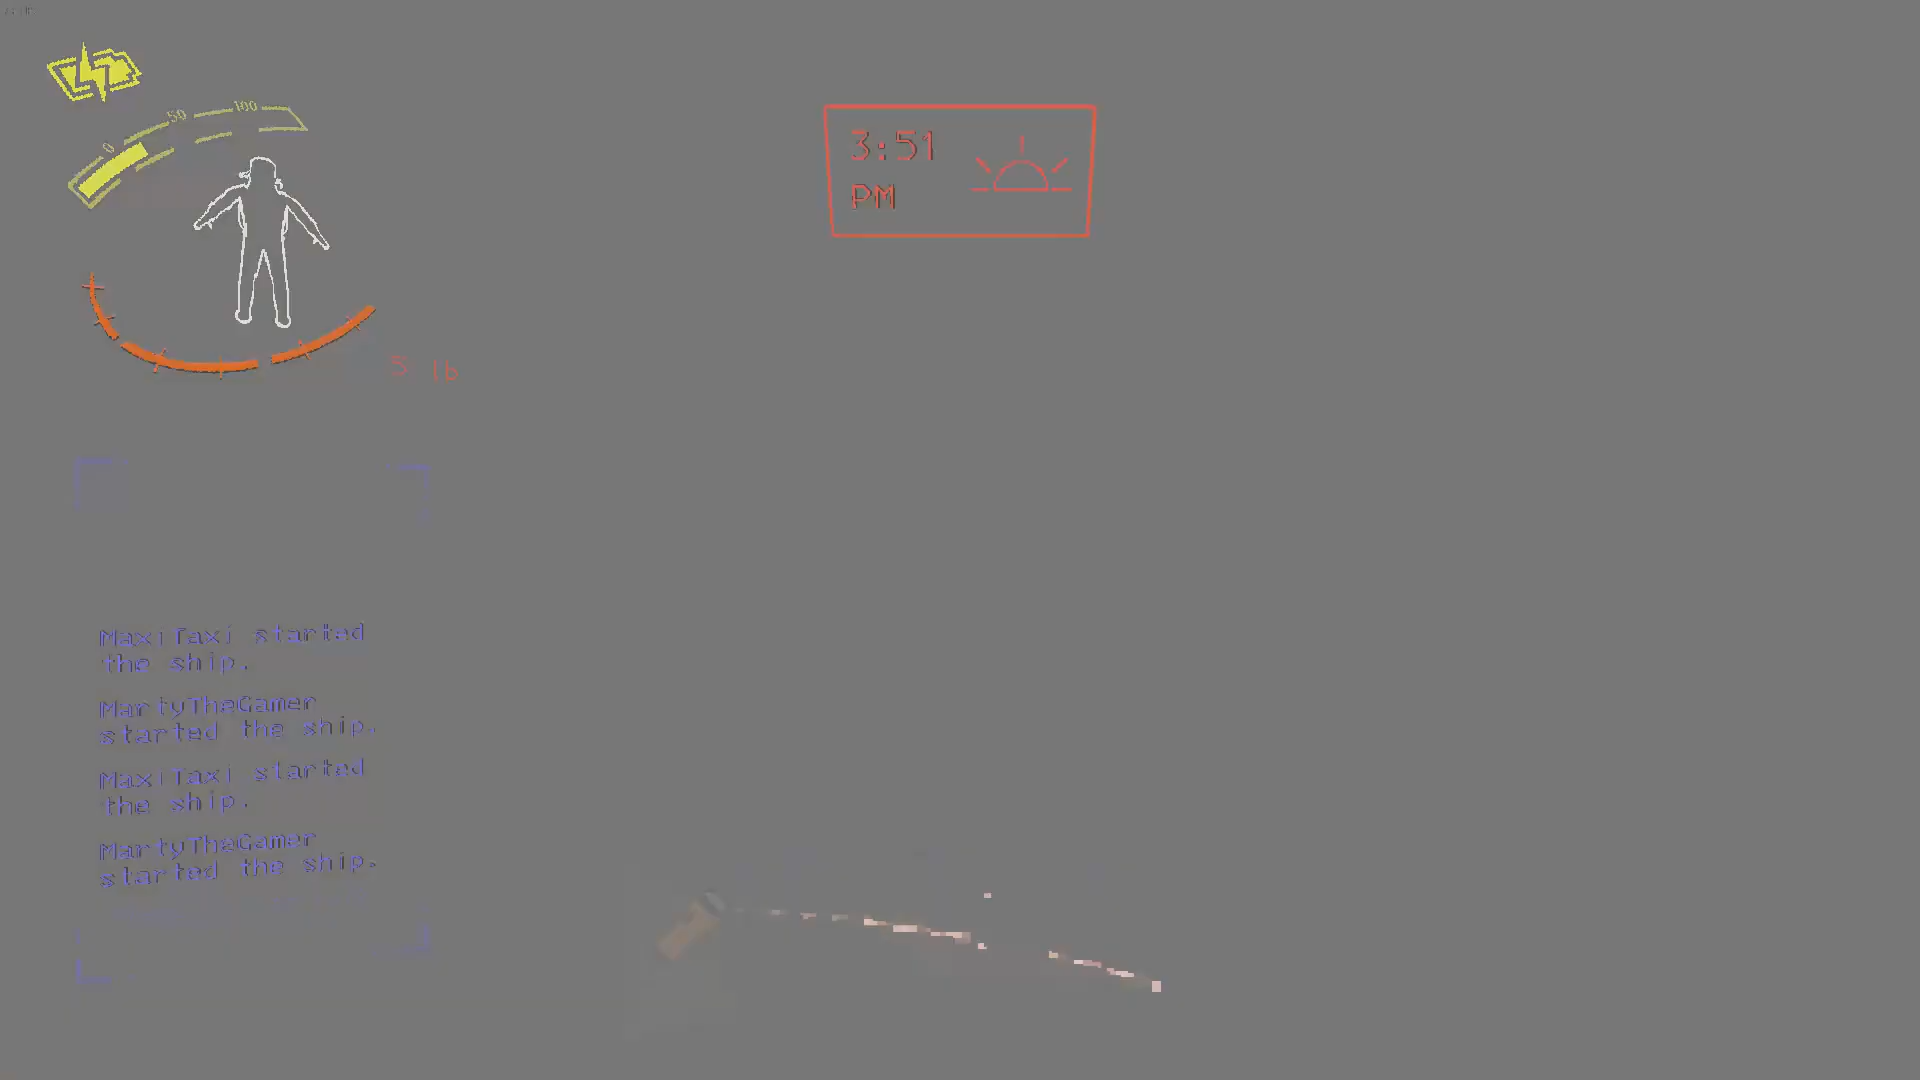 0
50
100
3:51
PM
5 lb
MaxiTaxi started
the ship.
MartyTheGamer
started the ship.
MaxiTaxi started
the ship.
MartyTheGamer
started the ship.